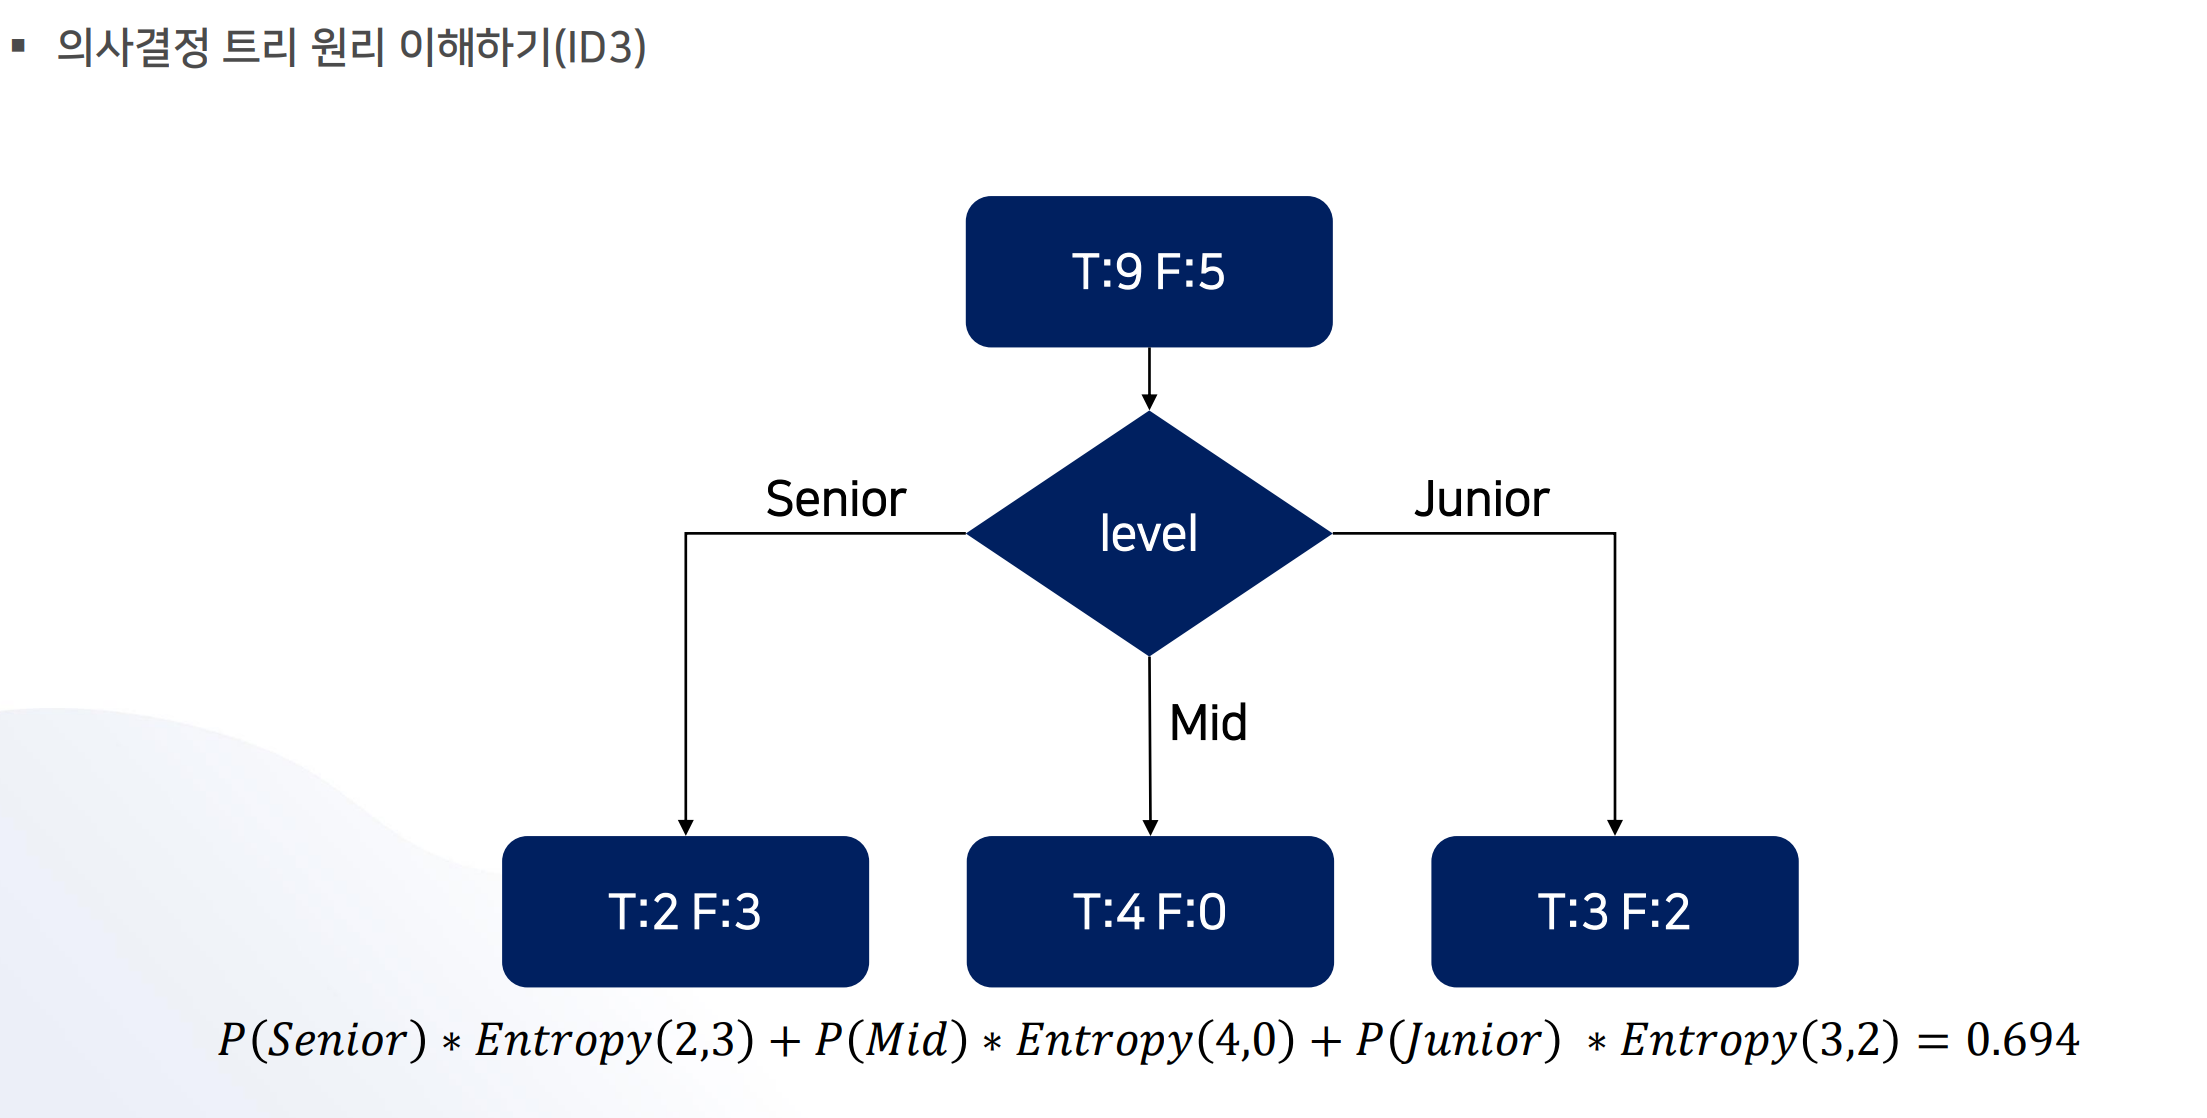 ▪ 의사결정 트리 원리 이해하기(ID3)
T:9 F:5
Senior
level
Junior
Mid
T:2 F:3
T:4 F:0
T:3 F:2
P(Senior) * Entropy(2,3) + P(Mid) * Entropy(4,0) + P(Junior) * Entropy(3,2) = 0.694